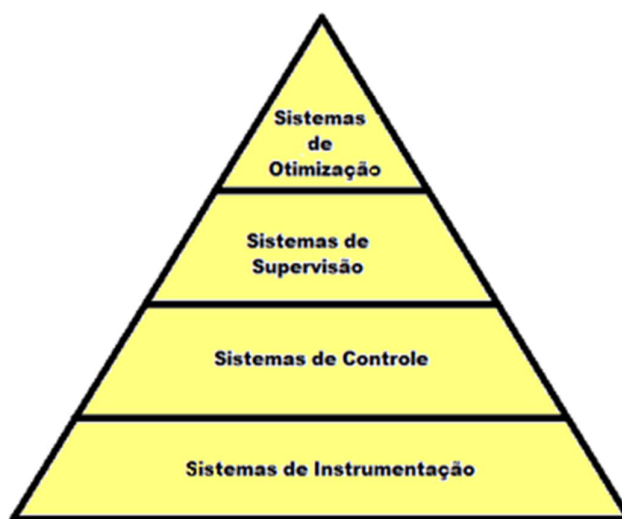 Sistemas
de
Otimização
Sistemas de
Supervisão
Sistemas de Controle
Sistemas de Instrumentação